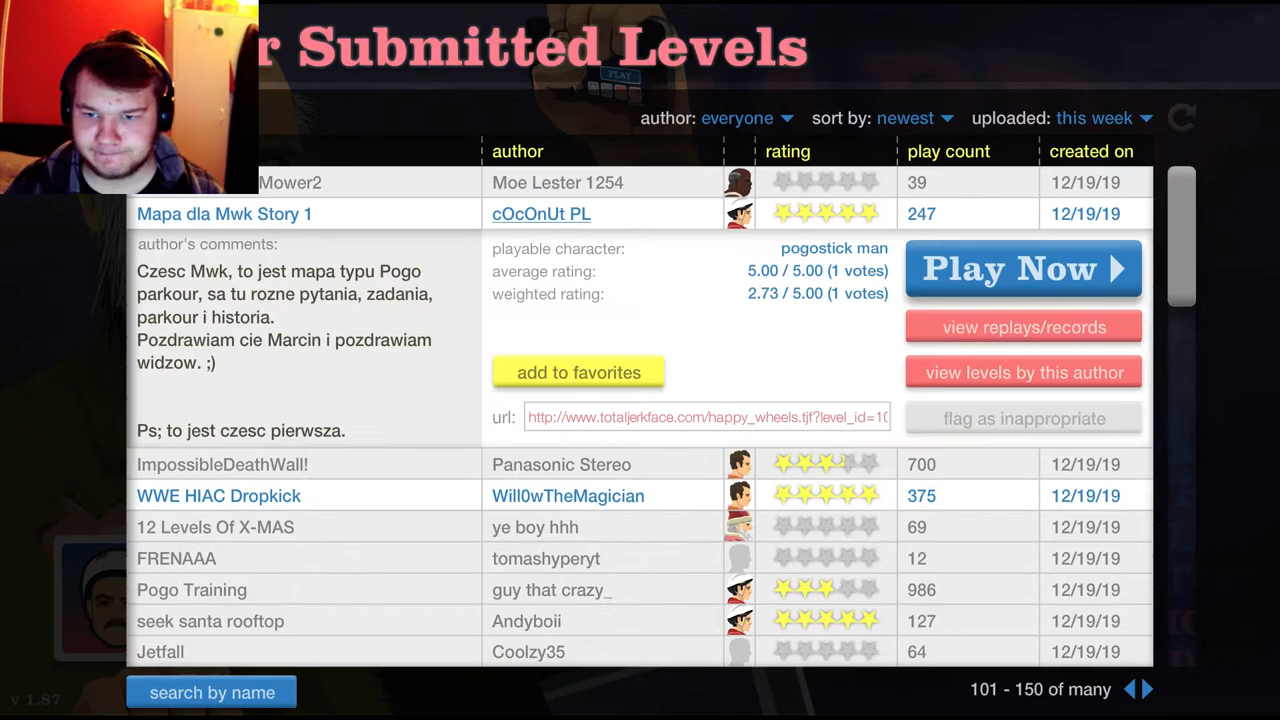 r Submitted Levels
PLAY
author: everyone sort by: newest uploaded: this week
author rating play count created on
Mower2 Moe Lester 1254 39 12/19/19
Mapa dla Mwk Story 1 cOcOnUt PL 247 12/19/19
author's comments:
Czesc Mwk, to jest mapa typu Pogo
parkour, sa tu rozne pytania, zadania,
parkour i historia.
Pozdrawiam cie Marcin i pozdrawiam
widzow. ;)
Ps; to jest czesc pierwsza.
playable character: pogostick man
average rating: 5.00 / 5.00 (1 votes)
weighted rating: 2.73 / 5.00 (1 votes)
add to favorites
url: http://www.totaljerkface.com/happy_wheels.tjf?level_id=10
Play Now
view replays/records
view levels by this author
flag as inappropriate
ImpossibleDeathWall! Panasonic Stereo 700 12/19/19
WWE HIAC Dropkick Will0wTheMagician 375 12/19/19
12 Levels Of X-MAS ye boy hhh 69 12/19/19
FRENAAA tomashyperyt 12 12/19/19
Pogo Training guy that crazy_ 986 12/19/19
seek santa rooftop Andyboii 127 12/19/19
Jetfall Coolzy35 64 12/19/19
v 1.87 search by name 101 - 150 of many